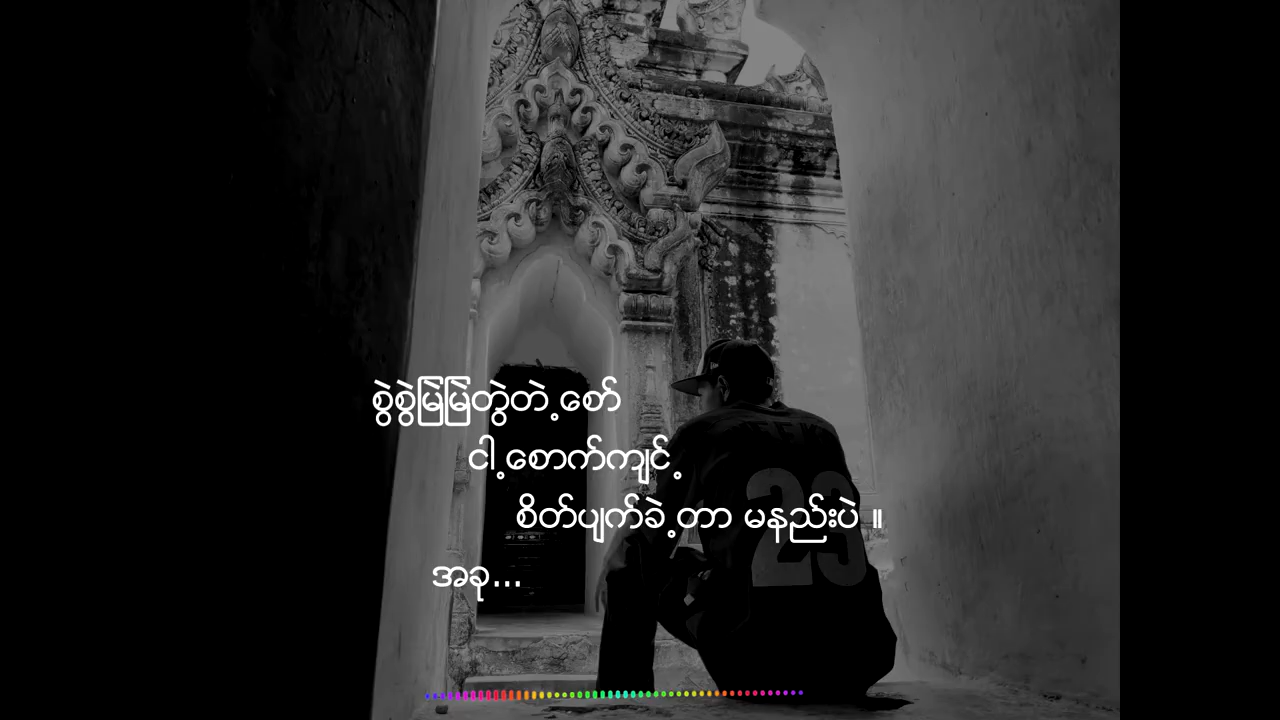 စွဲစွဲမြဲမြဲတွဲတဲ့စော်
ငါ့စောက်ကျင့်
စိတ်ပျက်ခဲ့တာ မနည်းပဲ ။
အခု...
23